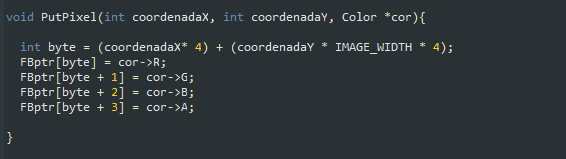 void PutPixel(int coordenadaX, int coordenadaY, Color *cor){
int byte = (coordenadaX* 4) + (coordenadaY * IMAGE_WIDTH * 4);
FBptr[byte] = cor->R;
FBptr[byte + 1] = cor->G;
FBptr[byte + 2] = cor->B;
FBptr[byte + 3] = cor->A;
}